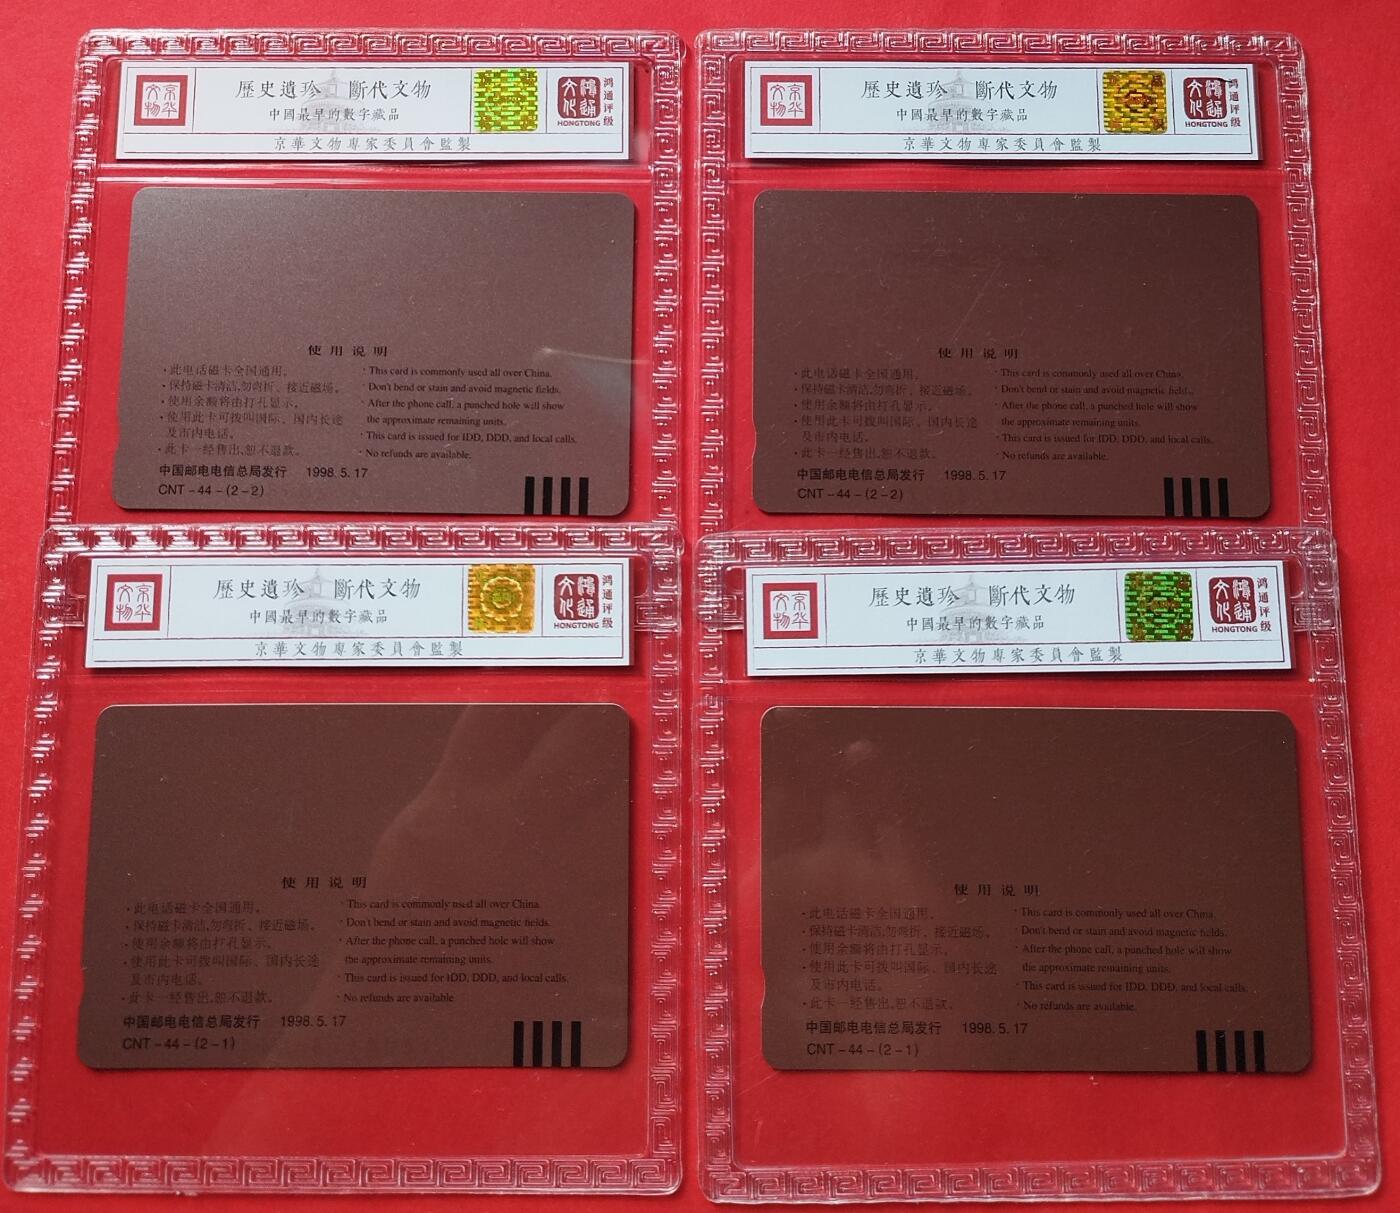 京华文物
歷史遺珍 斷代文物
中國最早的數字藏品
京華文物專家委員會監製
鴻通文化
HONGTONG
鸿通评级
使用说明
·此电话磁卡全国通用。
·保持磁卡清洁,勿弯折、接近磁场。
·使用余额将由打孔显示。
·使用此卡可拨叫国际、国内长途
及市内电话。
·此卡一经售出,恕不退款。
·This card is commonly used all over China.
·Don't bend or stain and avoid magnetic fields.
·After the phone call, a punched hole will show
the approximate remaining units.
·This card is issued for IDD, DDD, and local calls.
·No refunds are available.
中国邮电电信总局发行 1998.5.17
CNT-44-(2-2)
京华文物
歷史遺珍 斷代文物
中國最早的數字藏品
京華文物專家委員會監製
鴻通文化
HONGTONG
鸿通评级
使用说明
·此电话磁卡全国通用。
·保持磁卡清洁,勿弯折、接近磁场。
·使用余额将由打孔显示。
·使用此卡可拨叫国际、国内长途
及市内电话。
·此卡一经售出,恕不退款。
·This card is commonly used all over China.
·Don't bend or stain and avoid magnetic fields.
·After the phone call, a punched hole will show
the approximate remaining units.
·This card is issued for IDD, DDD, and local calls.
·No refunds are available.
中国邮电电信总局发行 1998.5.17
CNT-44-(2-2)
京华文物
歷史遺珍 斷代文物
中國最早的數字藏品
京華文物專家委員會監製
鴻通文化
HONGTONG
鸿通评级
使用说明
·此电话磁卡全国通用。
·保持磁卡清洁,勿弯折、接近磁场。
·使用余额将由打孔显示。
·使用此卡可拨叫国际、国内长途
及市内电话。
·此卡一经售出,恕不退款。
·This card is commonly used all over China.
·Don't bend or stain and avoid magnetic fields.
·After the phone call, a punched hole will show
the approximate remaining units.
·This card is issued for IDD, DDD, and local calls.
·No refunds are available
中国邮电电信总局发行 1998.5.17
CNT-44-(2-1)
京华文物
歷史遺珍 斷代文物
中國最早的數字藏品
京華文物專家委員會監製
鴻通文化
HONGTONG
鸿通评级
使用说明
·此电话磁卡全国通用。
·保持磁卡清洁,勿弯折、接近磁场。
·使用余额将由打孔显示。
·使用此卡可拨叫国际、国内长途
及市内电话。
·此卡一经售出,恕不退款。
·This card is commonly used all over China.
·Don't bend or stain and avoid magnetic fields.
·After the phone call, a punched hole will show
the approximate remaining units.
·This card is issued for IDD, DDD, and local calls.
·No refunds are available.
中国邮电电信总局发行 1998.5.17
CNT-44-(2-1)